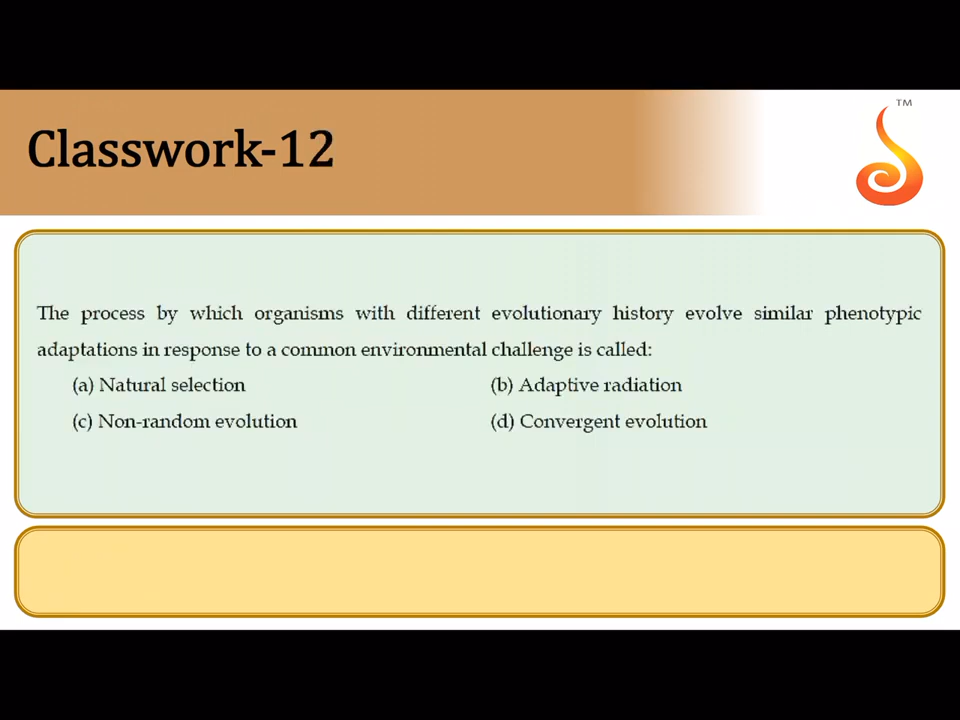 TM
Classwork-12
The process by which organisms with different evolutionary history evolve similar phenotypic
adaptations in response to a common environmental challenge is called:
(a) Natural selection (b) Adaptive radiation
(c) Non-random evolution (d) Convergent evolution